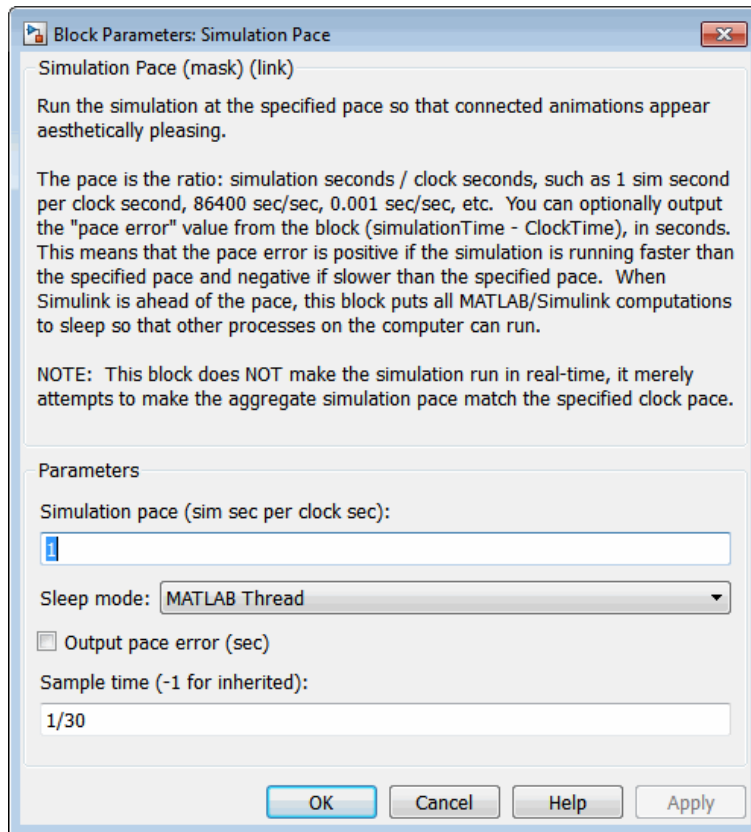 Block Parameters: Simulation Pace
Simulation Pace (mask) (link)
Run the simulation at the specified pace so that connected animations appear
aesthetically pleasing.
The pace is the ratio: simulation seconds / clock seconds, such as 1 sim second
per clock second, 86400 sec/sec, 0.001 sec/sec, etc.  You can optionally output
the "pace error" value from the block (simulationTime - ClockTime), in seconds.
This means that the pace error is positive if the simulation is running faster than
the specified pace and negative if slower than the specified pace.  When
Simulink is ahead of the pace, this block puts all MATLAB/Simulink computations
to sleep so that other processes on the computer can run.
NOTE:  This block does NOT make the simulation run in real-time, it merely
attempts to make the aggregate simulation pace match the specified clock pace.
Parameters
Simulation pace (sim sec per clock sec):
1
Sleep mode: MATLAB Thread
Output pace error (sec)
Sample time (-1 for inherited):
1/30
OK Cancel Help Apply